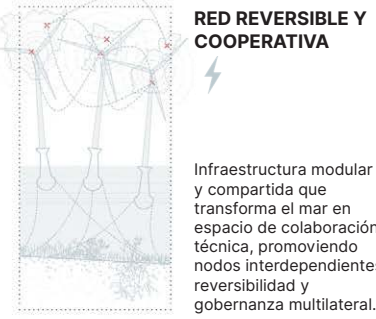 RED REVERSIBLE Y
COOPERATIVA
Infraestructura modular
y compartida que
transforma el mar en
espacio de colaboración
técnica, promoviendo
nodos interdependientes
reversibilidad y
gobernanza multilateral.